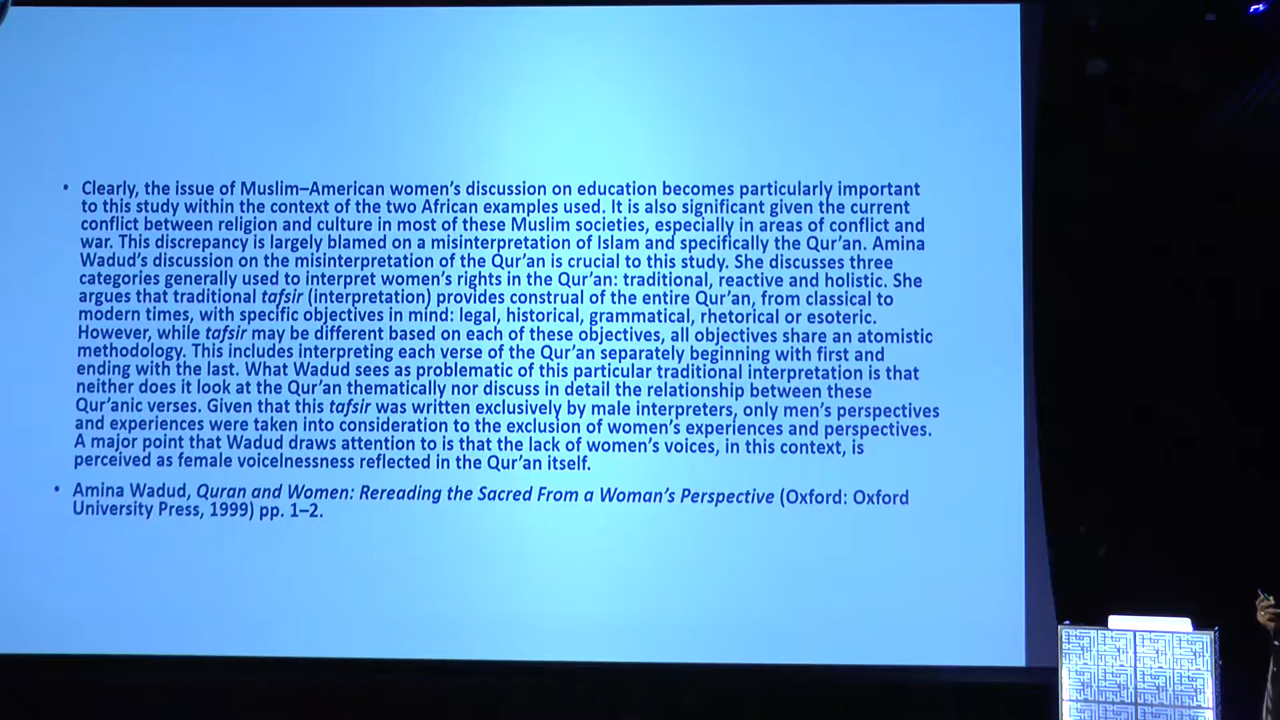 • Clearly, the issue of Muslim–American women's discussion on education becomes particularly important
to this study within the context of the two African examples used. It is also significant given the current
conflict between religion and culture in most of these Muslim societies, especially in areas of conflict and
war. This discrepancy is largely blamed on a misinterpretation of Islam and specifically the Qur'an. Amina
Wadud's discussion on the misinterpretation of the Qur'an is crucial to this study. She discusses three
categories generally used to interpret women's rights in the Qur'an: traditional, reactive and holistic. She
argues that traditional tafsir (interpretation) provides construal of the entire Qur'an, from classical to
modern times, with specific objectives in mind: legal, historical, grammatical, rhetorical or esoteric.
However, while tafsir may be different based on each of these objectives, all objectives share an atomistic
methodology. This includes interpreting each verse of the Qur'an separately beginning with first and
ending with the last. What Wadud sees as problematic of this particular traditional interpretation is that
neither does it look at the Qur'an thematically nor discuss in detail the relationship between these
Qur'anic verses. Given that this tafsir was written exclusively by male interpreters, only men's perspectives
and experiences were taken into consideration to the exclusion of women's experiences and perspectives.
A major point that Wadud draws attention to is that the lack of women's voices, in this context, is
perceived as female voicelnessness reflected in the Qur'an itself.
• Amina Wadud, Quran and Women: Rereading the Sacred From a Woman's Perspective (Oxford: Oxford
University Press, 1999) pp. 1–2.